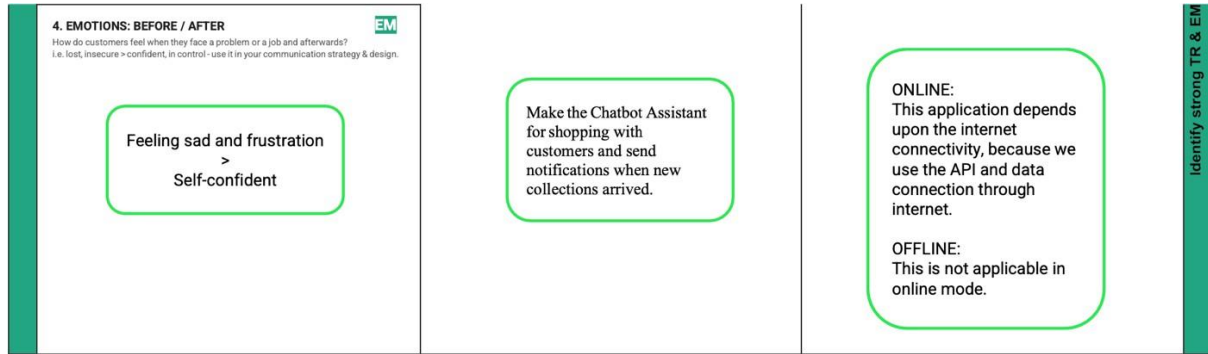 4. EMOTIONS: BEFORE / AFTER
EM
How do customers feel when they face a problem or a job and afterwards?
i.e. lost, insecure > confident, in control - use it in your communication strategy & design.
Feeling sad and frustration
>
Self-confident
Make the Chatbot Assistant
for shopping with
customers and send
notifications when new
collections arrived.
ONLINE:
This application depends
upon the internet
connectivity, because we
use the API and data
connection through
internet.
OFFLINE:
This is not applicable in
online mode.
Identify strong TR & EM